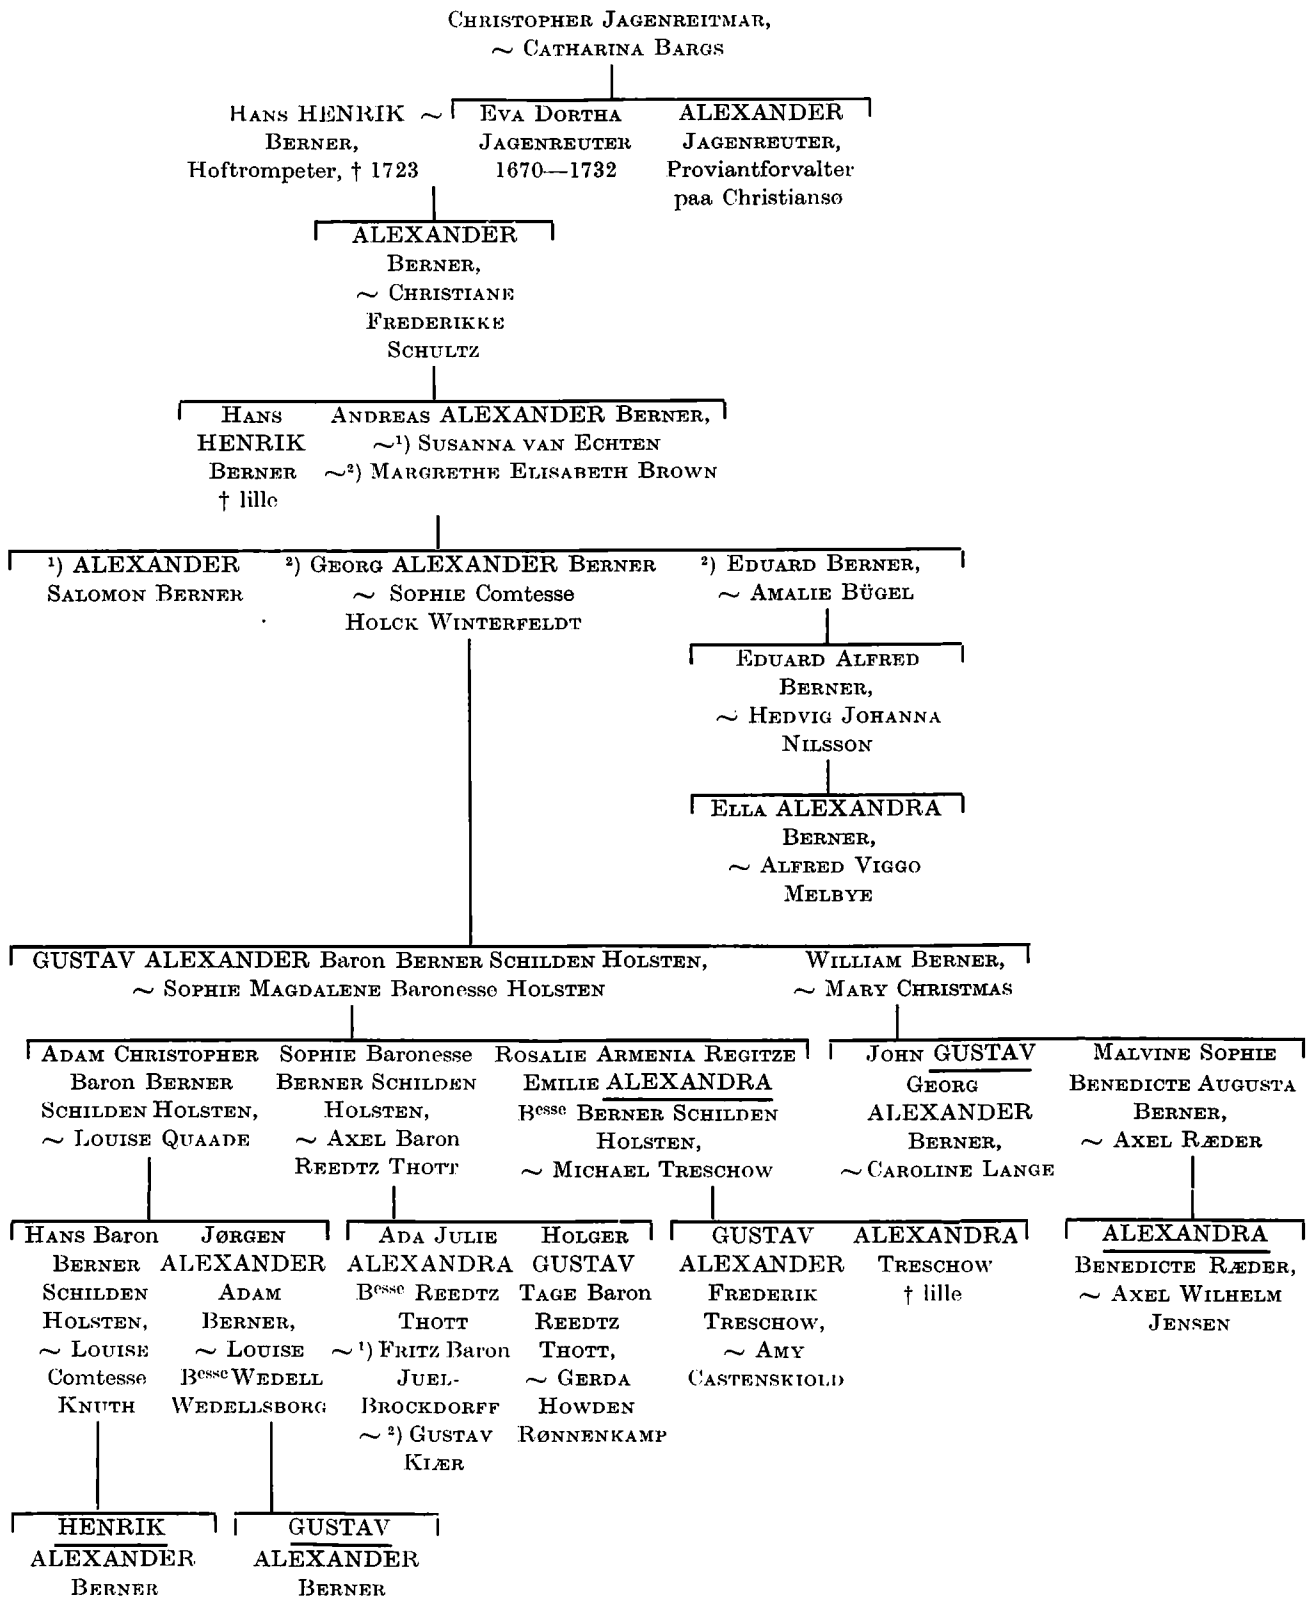 CHRISTOPHER JAGENREITMAR,
~ CATHARINA BARGS
HANS HENRIK ~
BERNER,
Hoftrompeter, † 1723
EVA DORTHA
JAGENREUTER
1670—1732
ALEXANDER
JAGENREUTER,
Proviantforvalter
paa Christiansø
ALEXANDER
BERNER,
~ CHRISTIANE
FREDERIKKE
SCHULTZ
HANS
HENRIK
BERNER
† lille
ANDREAS ALEXANDER BERNER,
~¹) SUSANNA VAN ECHTEN
~²) MARGRETHE ELISABETH BROWN
¹) ALEXANDER
SALOMON BERNER
²) GEORG ALEXANDER BERNER
~ SOPHIE Comtesse
HOLCK WINTERFELDT
²) EDUARD BERNER,
~ AMALIE BÜGEL
EDUARD ALFRED
BERNER,
~ HEDVIG JOHANNA
NILSSON
ELLA ALEXANDRA
BERNER,
~ ALFRED VIGGO
MELBYE
GUSTAV ALEXANDER Baron BERNER SCHILDEN HOLSTEN,
~ SOPHIE MAGDALENE Baronesse HOLSTEN
WILLIAM BERNER,
~ MARY CHRISTMAS
ADAM CHRISTOPHER
Baron BERNER
SCHILDEN HOLSTEN,
~ LOUISE QUAADE
SOPHIE Baronesse
BERNER SCHILDEN
HOLSTEN,
~ AXEL Baron
REEDTZ THOTT
ROSALIE ARMENIA REGITZE
EMILIE ALEXANDRA
Besse BERNER SCHILDEN
HOLSTEN,
~ MICHAEL TRESCHOW
JOHN GUSTAV
GEORG
ALEXANDER
BERNER,
~ CAROLINE LANGE
MALVINE SOPHIE
BENEDICTE AUGUSTA
BERNER,
~ AXEL RÆDER
HANS Baron
BERNER
SCHILDEN
HOLSTEN,
~ LOUISE
Comtesse
KNUTH
JØRGEN
ALEXANDER
ADAM
BERNER,
~ LOUISE
Besse WEDELL
WEDELLSBORG
ADA JULIE
ALEXANDRA
Besse REEDTZ
THOTT
~ ¹) FRITZ Baron
JUEL-
BROCKDORFF
~ ²) GUSTAV
KIÆR
HOLGER
GUSTAV
TAGE Baron
REEDTZ
THOTT,
~ GERDA
HOWDEN
RØNNENKAMP
GUSTAV
ALEXANDER
FREDERIK
TRESCHOW,
~ AMY
CASTENSKIOLD
ALEXANDRA
TRESCHOW
† lille
ALEXANDRA
BENEDICTE RÆDER,
~ AXEL WILHELM
JENSEN
HENRIK
ALEXANDER
BERNER
GUSTAV
ALEXANDER
BERNER